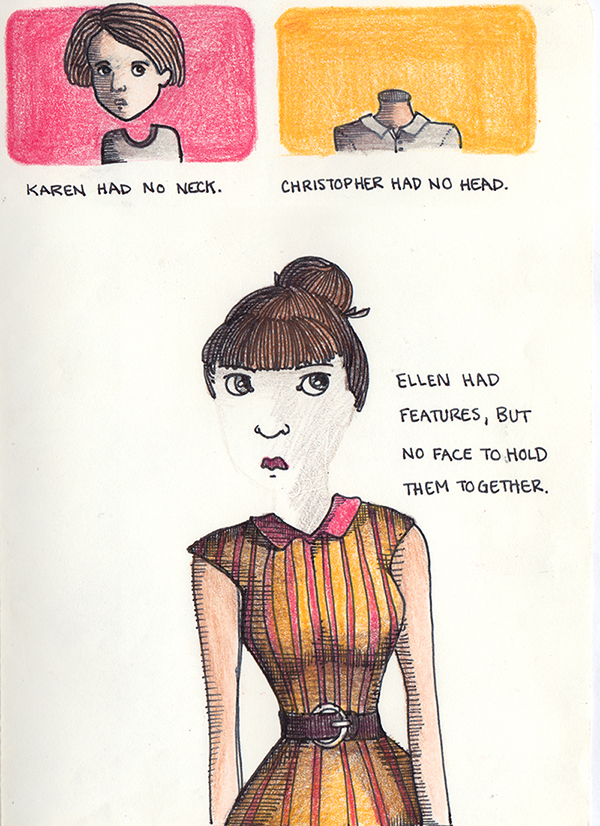 KAREN HAD NO NECK.
CHRISTOPHER HAD NO HEAD.
ELLEN HAD
FEATURES, BUT
NO FACE TO HOLD
THEM TOGETHER.